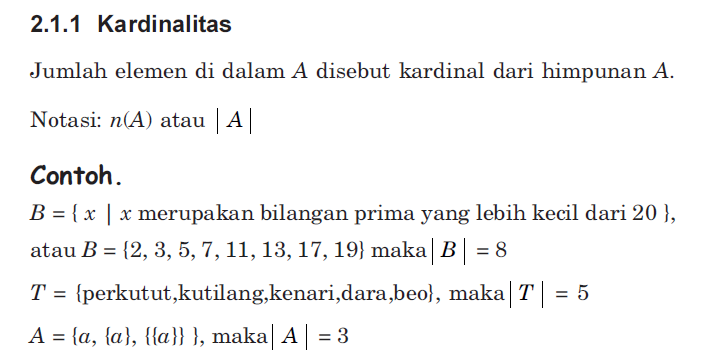 2.1.1 Kardinalitas
Jumlah elemen di dalam A disebut kardinal dari himpunan A.
Notasi: n(A) atau | A |
Contoh.
B = { x | x merupakan bilangan prima yang lebih kecil dari 20 },
atau B = {2, 3, 5, 7, 11, 13, 17, 19} maka | B | = 8
T = {perkutut,kutilang,kenari,dara,beo}, maka | T | = 5
A = {a, {a}, {{a}} }, maka | A | = 3